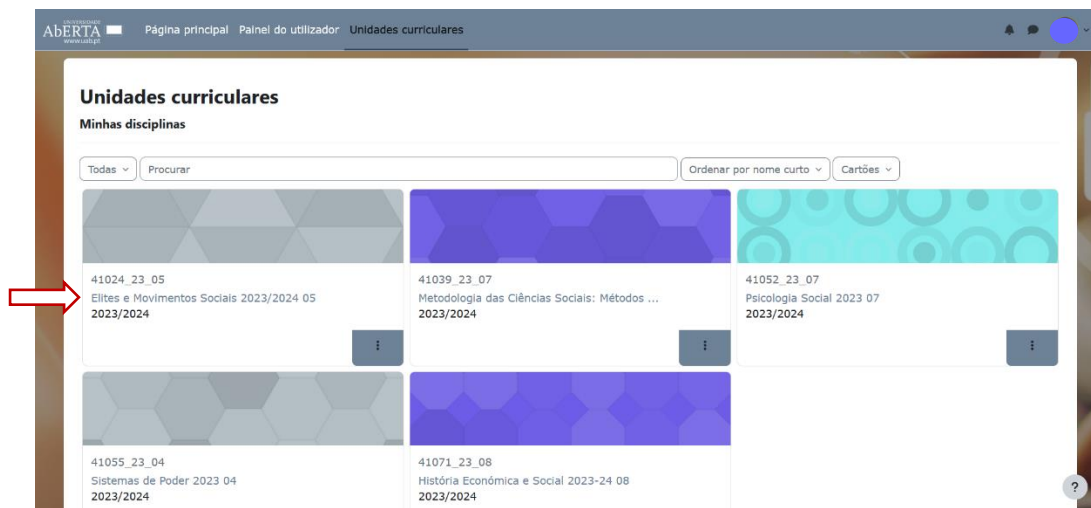 UNIVERSIDADE
AbERTA
www.uab.pt
Página principal Painel do utilizador Unidades curriculares
Unidades curriculares
Minhas disciplinas
Todas Procurar Ordenar por nome curto Cartões
41024_23_05
Elites e Movimentos Sociais 2023/2024 05
2023/2024
41039_23_07
Metodologia das Ciências Sociais: Métodos ...
2023/2024
41052_23_07
Psicologia Social 2023 07
2023/2024
41055_23_04
Sistemas de Poder 2023 04
2023/2024
41071_23_08
História Económica e Social 2023-24 08
2023/2024
?